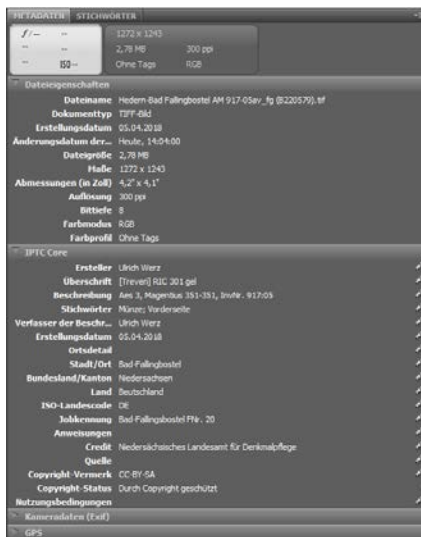 METADATEN STICHWÖRTER
f/-- --
-- --
-- ISO--
1272 x 1243
2,78 MB 300 ppi
Ohne Tags RGB
Dateieigenschaften
Dateiname Hedern-Bad Fallingbostel AM 917-05av_fg (B220579).tif
Dokumenttyp TIFF-Bild
Erstellungsdatum 05.04.2018
Änderungsdatum der... Heute, 14:04:00
Dateigröße 2,78 MB
Maße 1272 x 1243
Abmessungen (in Zoll) 4,2" x 4,1"
Auflösung 300 ppi
Bittiefe 8
Farbmodus RGB
Farbprofil Ohne Tags
IPTC Core
Ersteller Ulrich Werz
Überschrift [Treveri] RIC 301 gel
Beschreibung Aes 3, Magentius 351-351, InvNr. 917:05
Stichwörter Münze; Vorderseite
Verfasser der Beschr... Ulrich Werz
Erstellungsdatum 05.04.2018
Ortsdetail
Stadt/Ort Bad-Fallingbostel
Bundesland/Kanton Niedersachsen
Land Deutschland
ISO-Landescode DE
Jobkennung Bad-Fallingsbostel FNr. 20
Anweisungen
Credit Niedersächsisches Landesamt für Denkmalpflege
Quelle
Copyright-Vermerk CC-BY-SA
Copyright-Status Durch Copyright geschützt
Nutzungsbedingungen
Kameradaten (Exif)
GPS